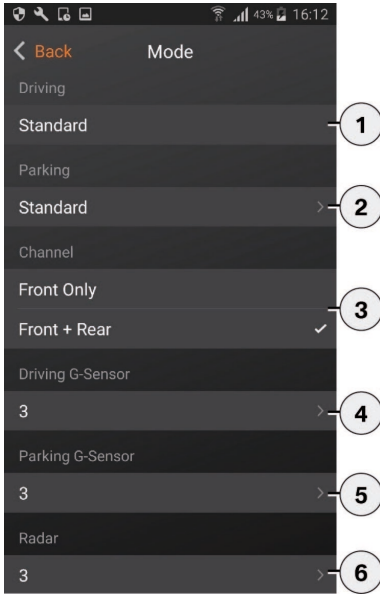 43% 16:12
Back Mode
Driving
Standard 1
Parking
Standard 2
Channel
Front Only
3
Front + Rear
Driving G-Sensor
3 4
Parking G-Sensor
3 5
Radar
3 6